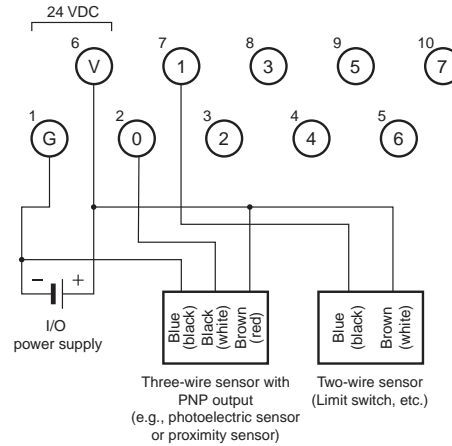 24 VDC
6 7 8 9 10
V 1 3 5 7
1 2 3 4 5
G 0 2 4 6
− +
I/O
power supply
Blue
(black)
Black
(white)
Brown
(red)
Blue
(black)
Brown
(white)
Three-wire sensor with
PNP output
(e.g., photoelectric sensor
or proximity sensor)
Two-wire sensor
(Limit switch, etc.)